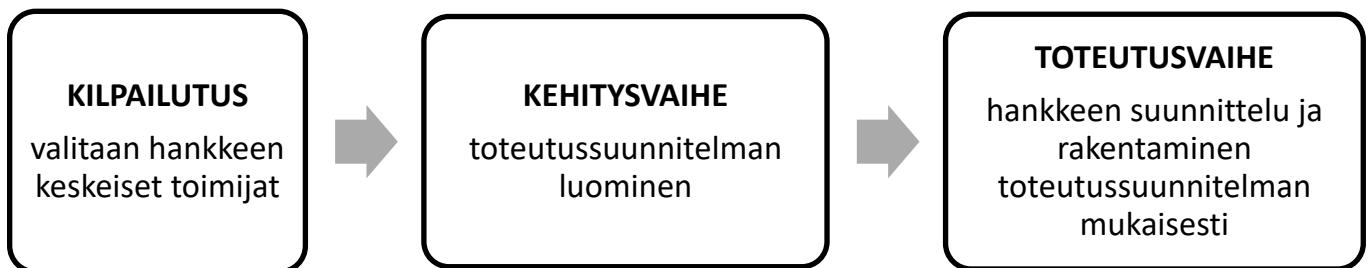 KILPAILUTUS
valitaan hankkeen
keskeiset toimijat
KEHITYSVAIHE
toteutussuunnitelman
luominen
TOTEUTUSVAIHE
hankkeen suunnittelu ja
rakentaminen
toteutussuunnitelman
mukaisesti